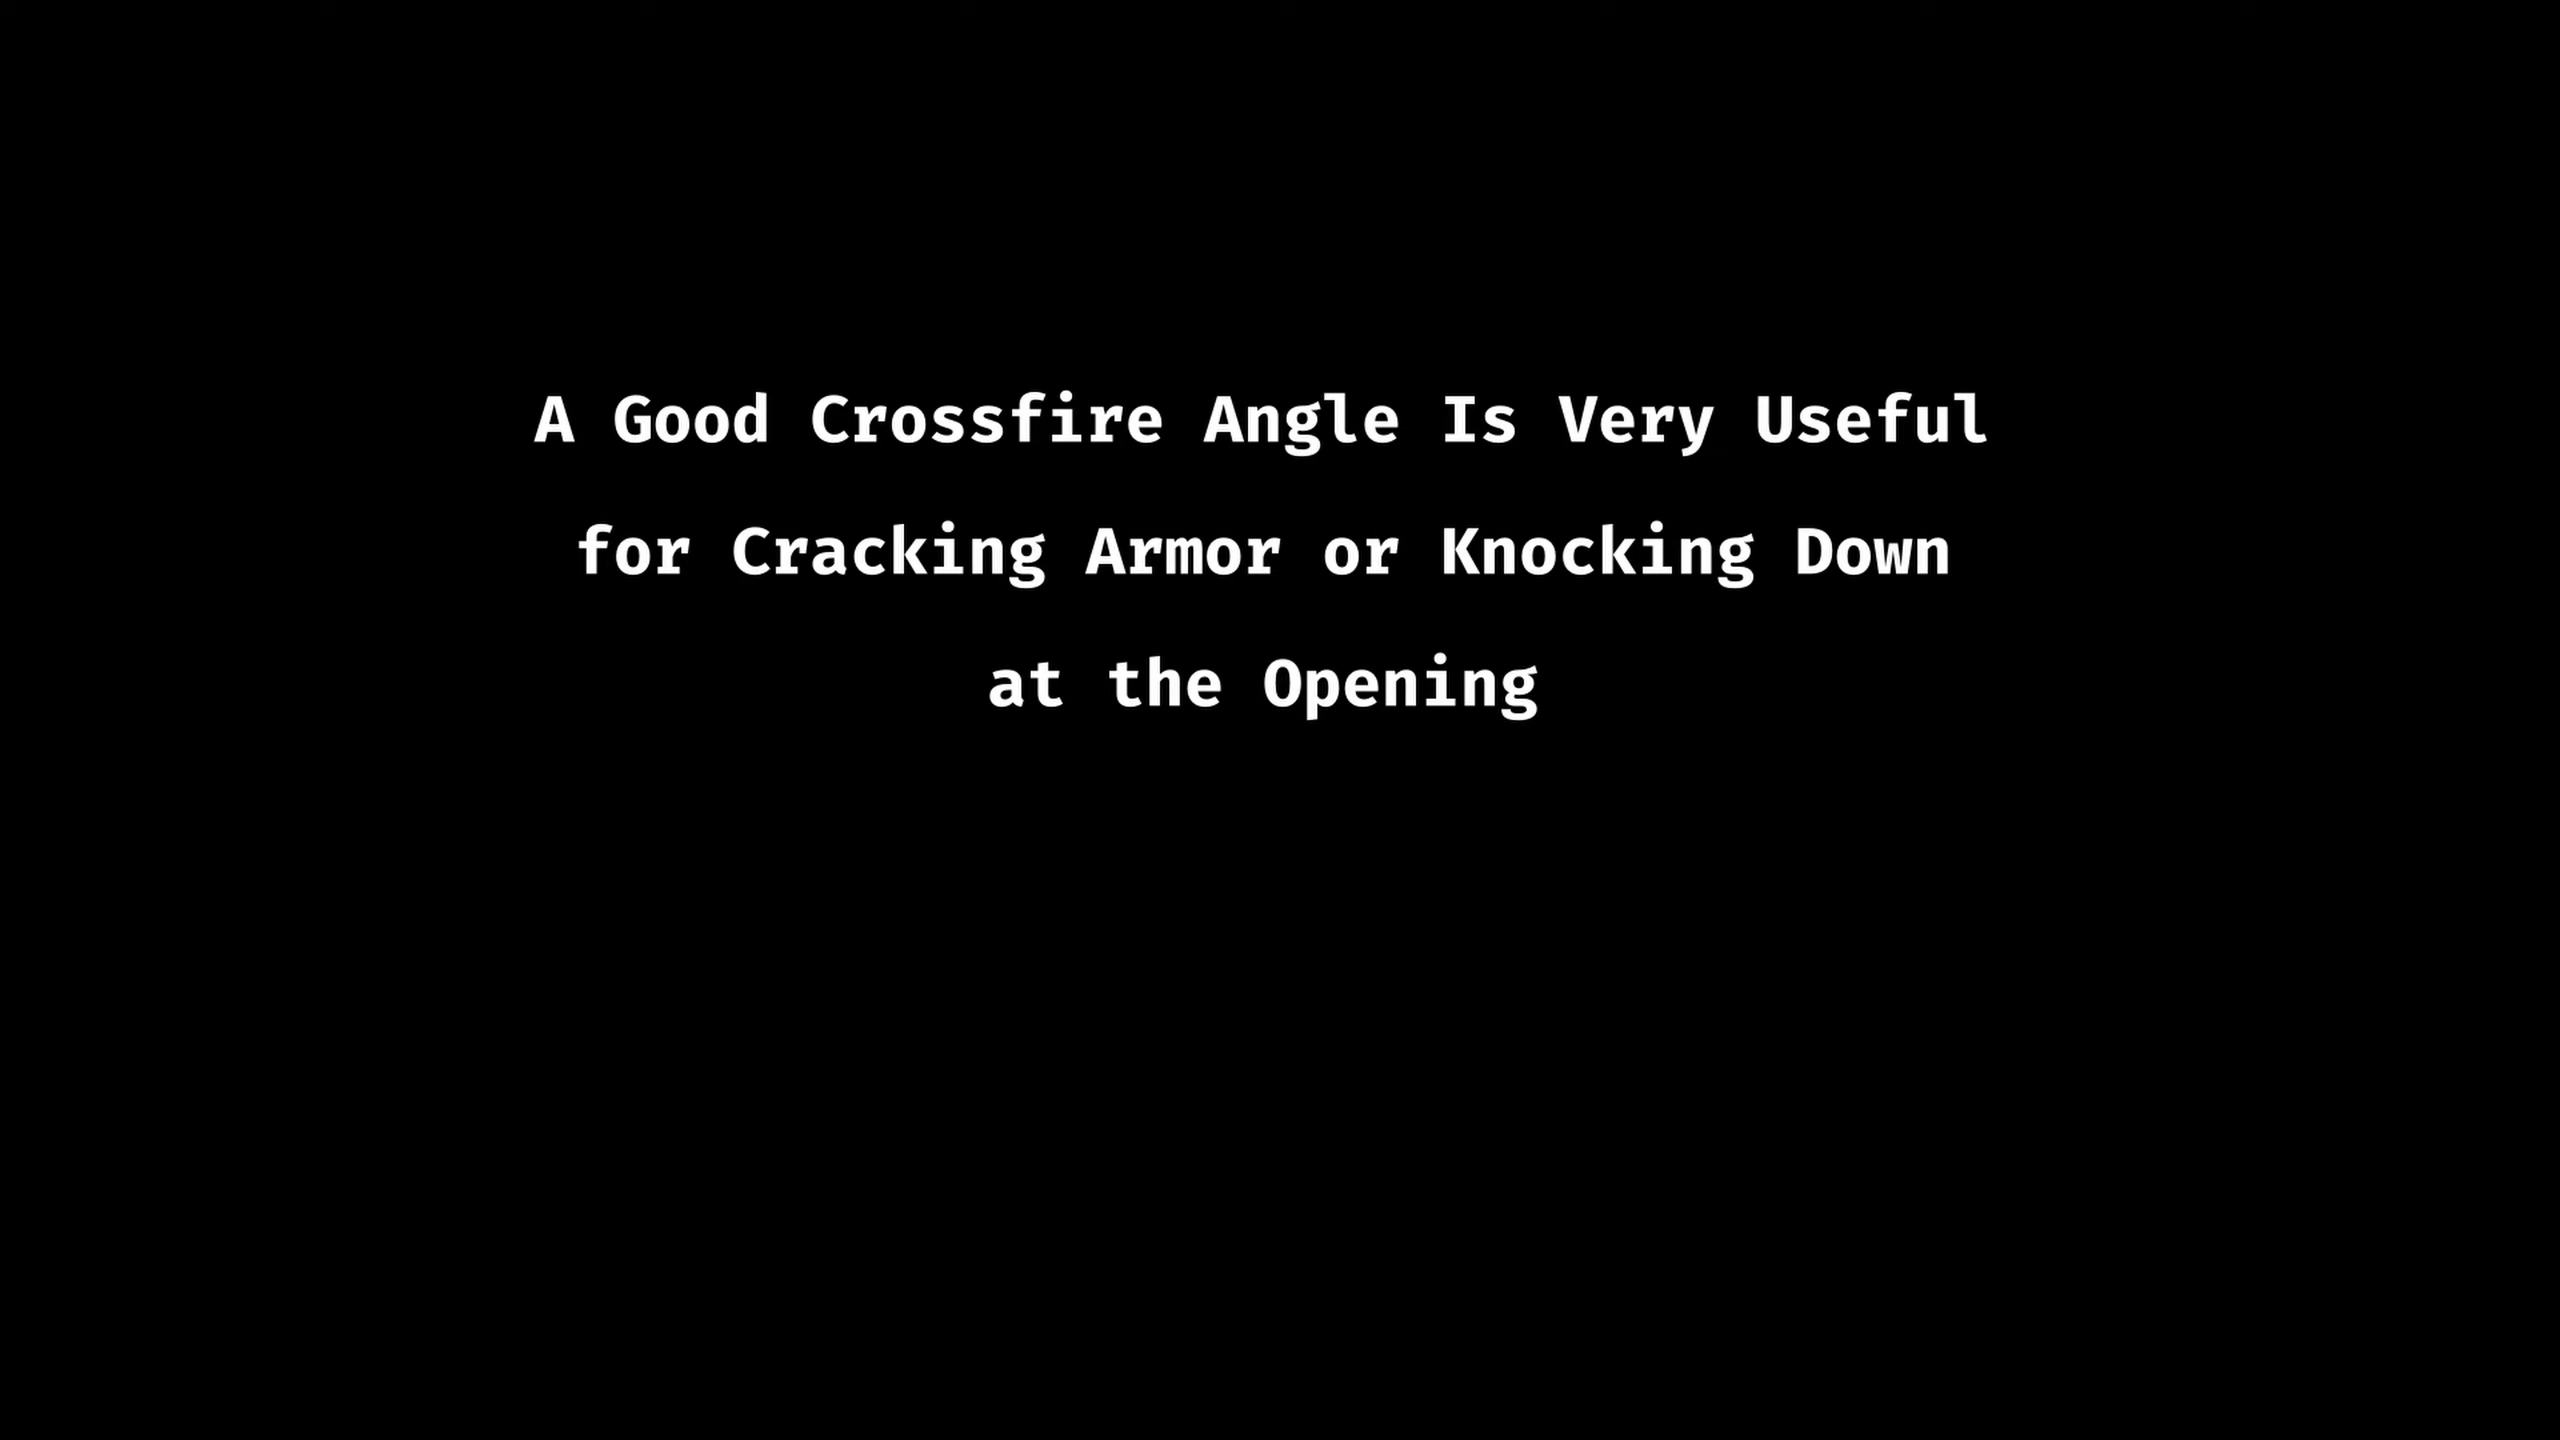 A Good Crossfire Angle Is Very Useful
for Cracking Armor or Knocking Down
at the Opening